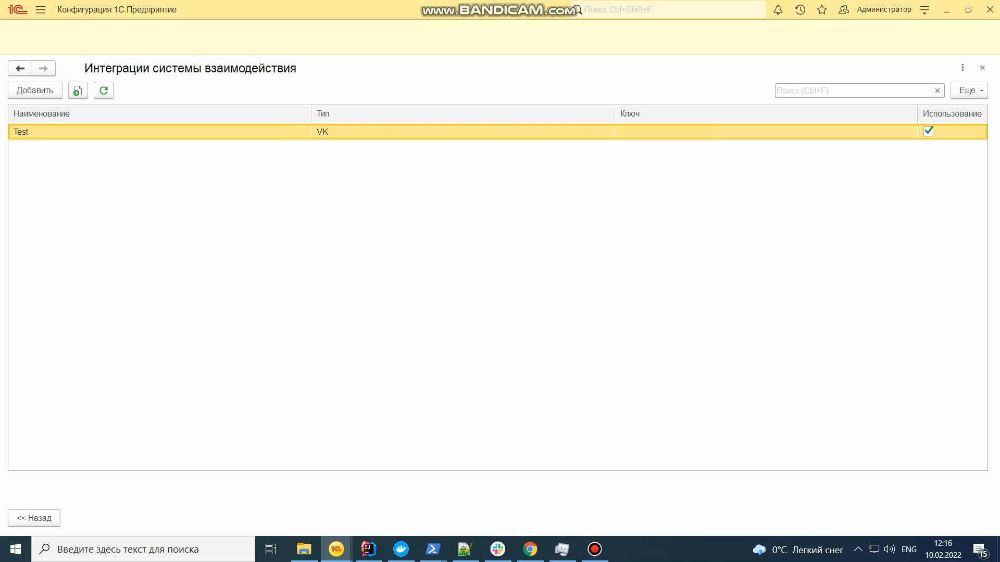 Конфигурация 1С:Предприятие
www.BANDICAM.com
Поиск Ctrl+Shift+F
Администратор
Интеграции системы взаимодействия
Добавить
Поиск (Ctrl+F)
Еще
Наименование Тип Ключ Использование
Test VK
<< Назад
Введите здесь текст для поиска
0°C Легкий снег
ENG
12:16
10.02.2022
15